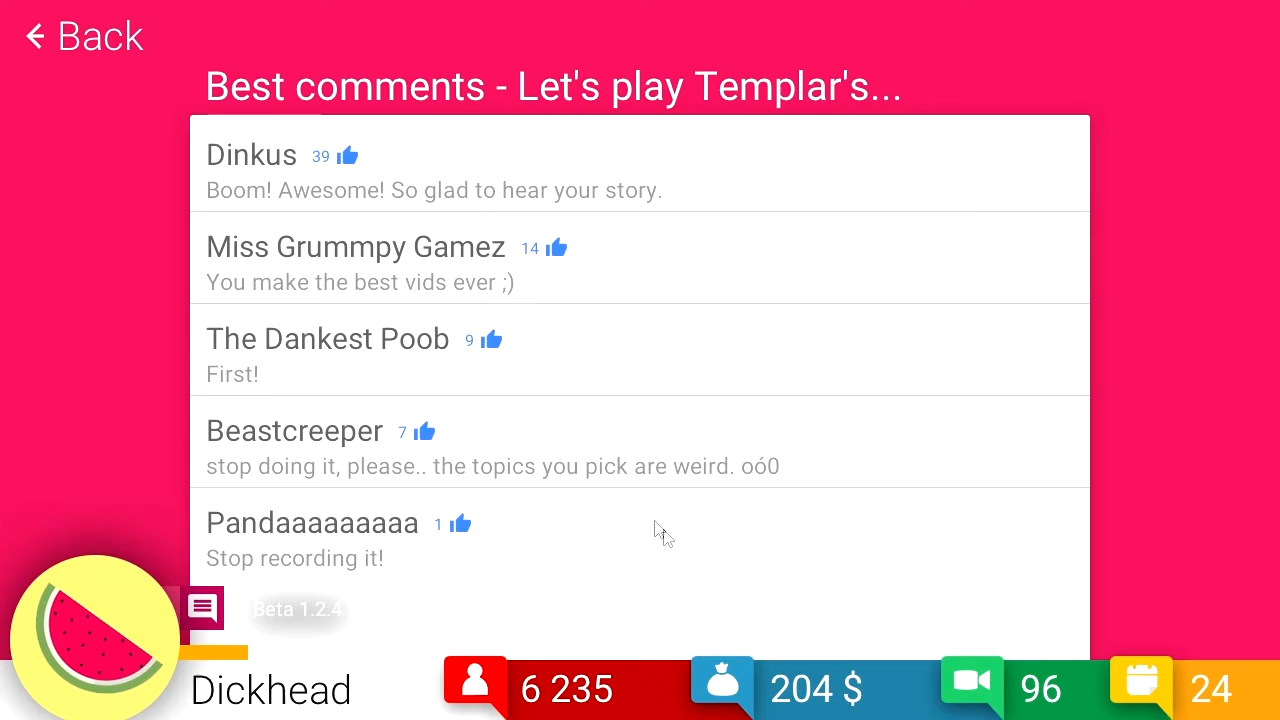 Back
Best comments - Let's play Templar's...
Dinkus 39
Boom! Awesome! So glad to hear your story.
Miss Grummpy Gamez 14
You make the best vids ever ;)
The Dankest Poob 9
First!
Beastcreeper 7
stop doing it, please.. the topics you pick are weird. oó0
Pandaaaaaaaaa 1
Stop recording it!
Beta 1.2.4
Dickhead 6 235 204 $ 96 24